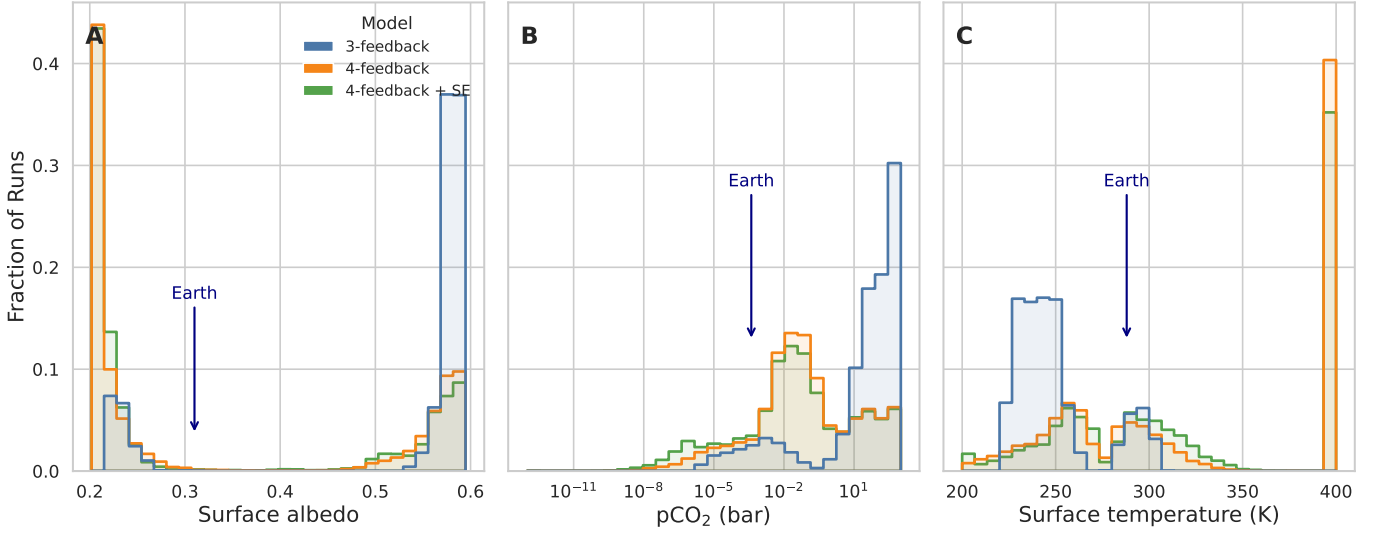 A
Model
3-feedback
4-feedback
4-feedback + SE
Earth
Fraction of Runs
0.4
0.3
0.2
0.1
0.0
0.2 0.3 0.4 0.5 0.6
Surface albedo
B
Earth
10⁻¹¹ 10⁻⁸ 10⁻⁵ 10⁻² 10¹
pCO₂ (bar)
C
Earth
200 250 300 350 400
Surface temperature (K)